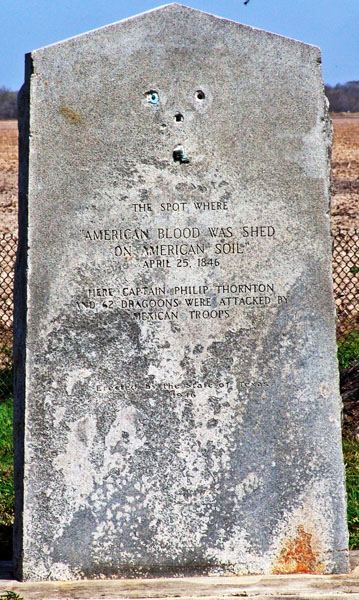 THE SPOT WHERE
"AMERICAN BLOOD WAS SHED
ON AMERICAN SOIL"
APRIL 25, 1846
HERE CAPTAIN PHILIP THORNTON
AND 62 DRAGOONS WERE ATTACKED BY
MEXICAN TROOPS
Erected by the State of Texas
1936